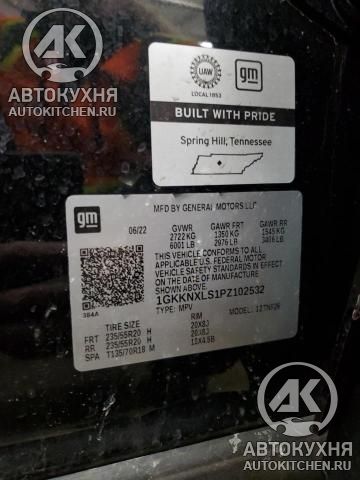 АВТОКУХНЯ
AUTOKITCHEN.RU
UAW
LOCAL 1853
gm
BUILT WITH PRIDE
Spring Hill, Tennessee
gm
MFD BY GENERAL MOTORS LLC
06/22
GVWR GAWR FRT GAWR RR
2722 KG 1350 KG 1545 KG
6001 LB 2976 LB 3406 LB
THIS VEHICLE CONFORMS TO ALL
APPLICABLE U.S. FEDERAL MOTOR
VEHICLE SAFETY STANDARDS IN EFFECT
ON THE DATE OF MANUFACTURE SHOWN ABOVE.
1GKKNXLS1PZ102532
TYPE: MPV MODEL:
384A
FRT 235/55R20 H 20X8J
RR 235/55R20 H 20X8J
SPA T135/70R18 M 18X4.5B
АВТОКУХНЯ
AUTOKITCHEN.RU